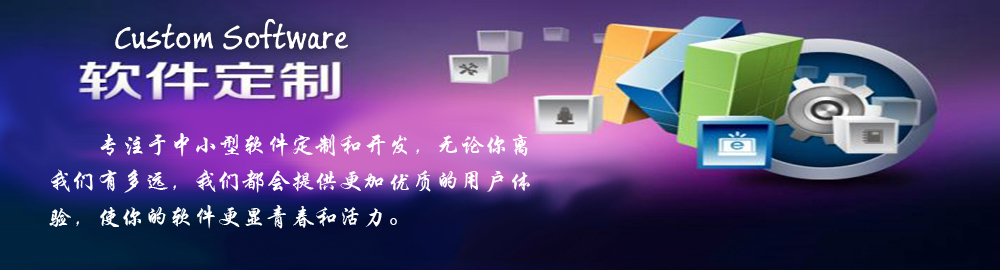 Custom Software
软件定制
专注于中小型软件定制和开发，无论你离
我们有多远，我们都会提供更加优质的用户体
验，使你的软件更显青春和活力。